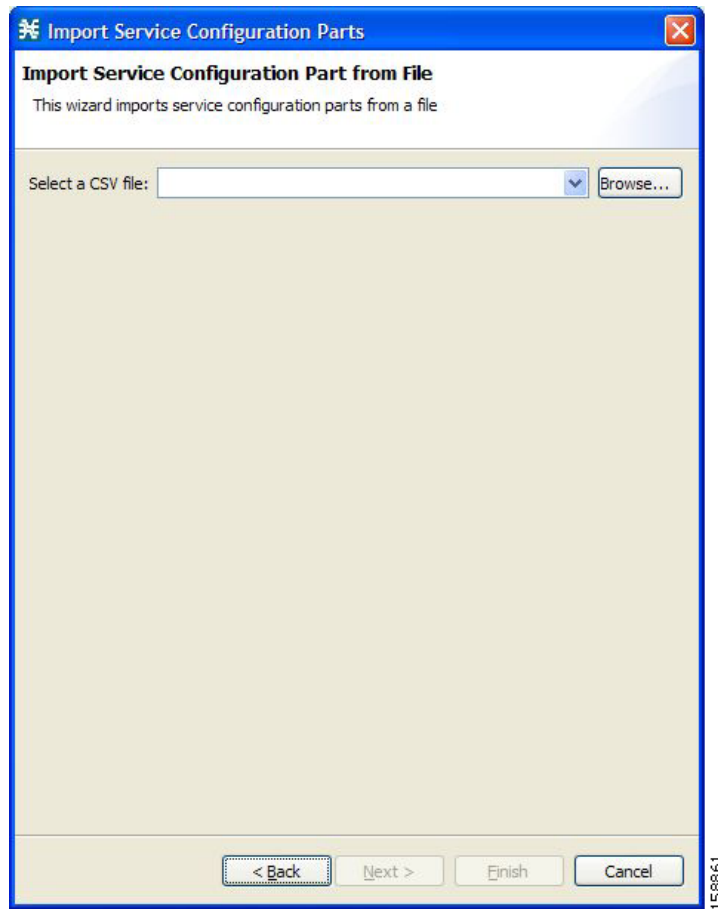 Import Service Configuration Parts
Import Service Configuration Part from File
This wizard imports service configuration parts from a file
Select a CSV file: Browse...
< Back Next > Finish Cancel
158861